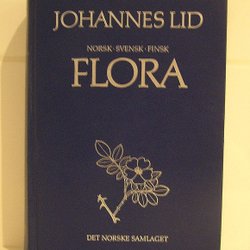 JOHANNES LID
NORSK · SVENSK · FINSK
FLORA
DET NORSKE SAMLAGET